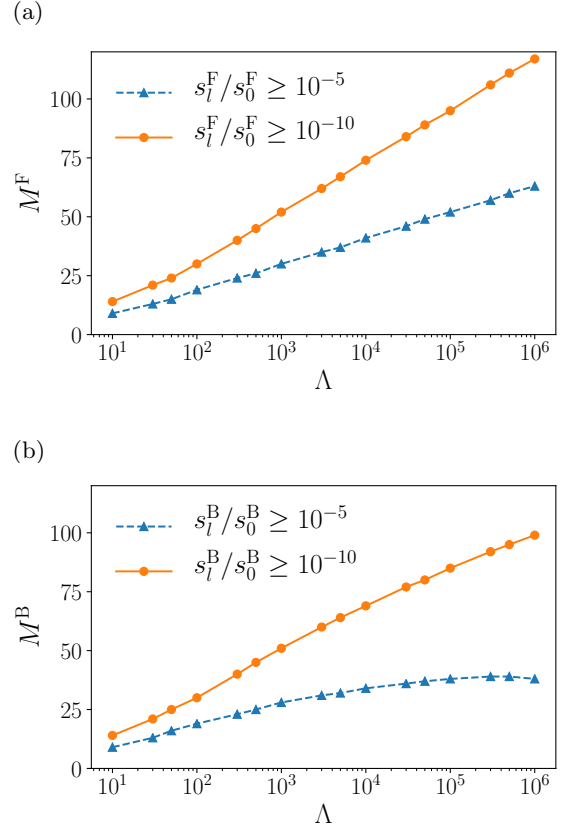 (a)
s_l^F/s_0^F ≥ 10^−5
s_l^F/s_0^F ≥ 10^−10
100
75
50
25
0
M^F
10^1 10^2 10^3 10^4 10^5 10^6
Λ
(b)
s_l^B/s_0^B ≥ 10^−5
s_l^B/s_0^B ≥ 10^−10
100
75
50
25
0
M^B
10^1 10^2 10^3 10^4 10^5 10^6
Λ